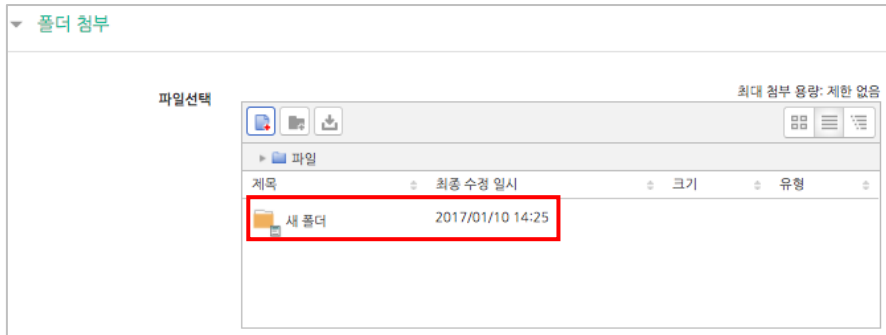 폴더 첨부
파일선택
최대 첨부 용량: 제한 없음
파일
제목 최종 수정 일시 크기 유형
새 폴더 2017/01/10 14:25